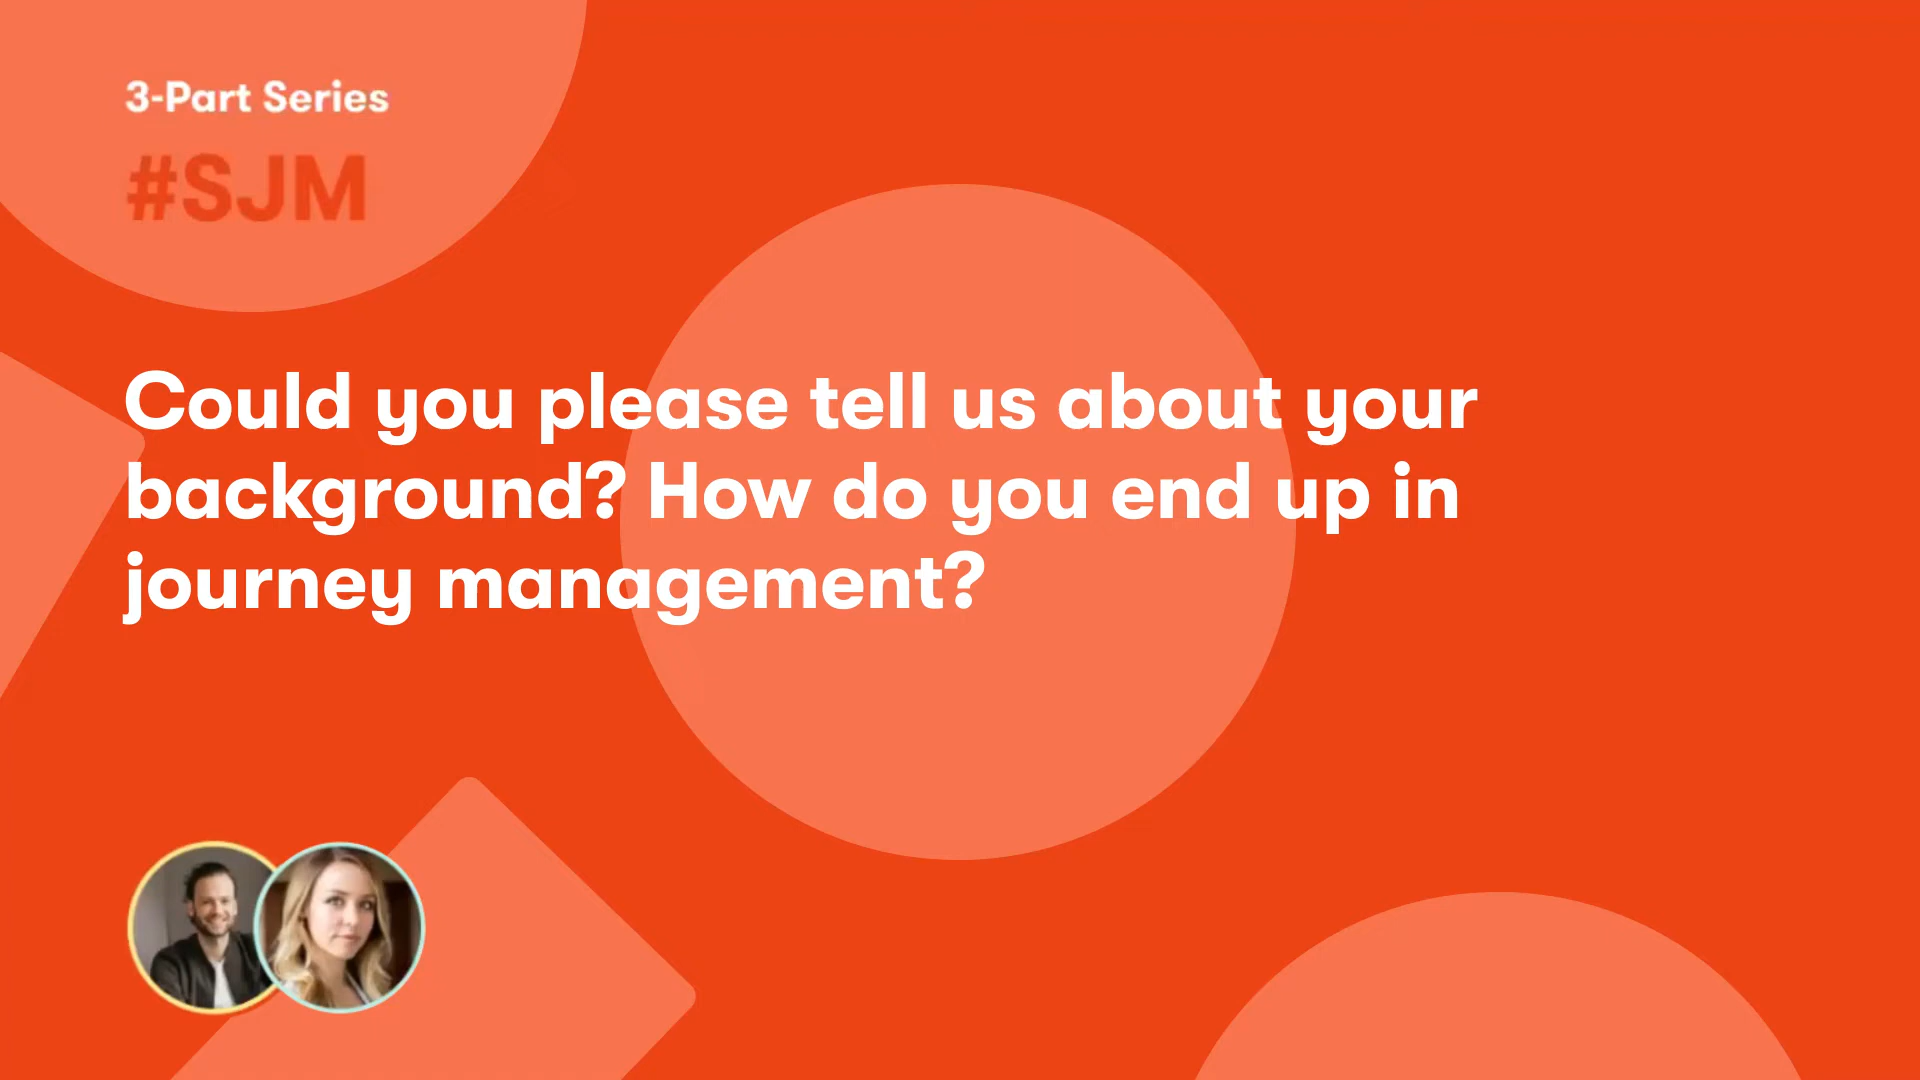 3-Part Series
#SJM
Could you please tell us about your
background? How do you end up in
journey management?